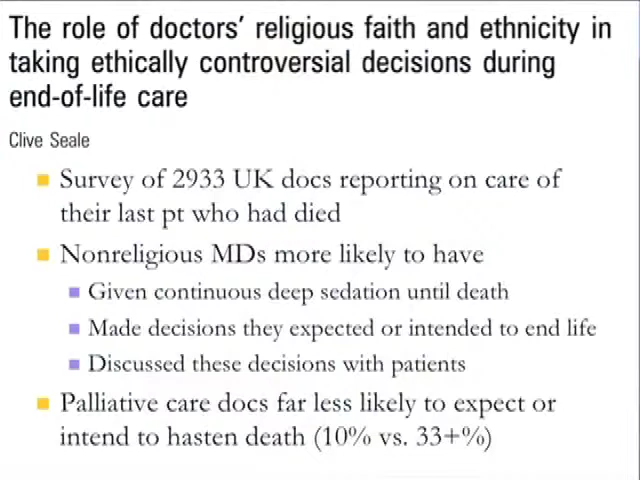 The role of doctors' religious faith and ethnicity in
taking ethically controversial decisions during
end-of-life care
Clive Seale
Survey of 2933 UK docs reporting on care of
their last pt who had died
Nonreligious MDs more likely to have
Given continuous deep sedation until death
Made decisions they expected or intended to end life
Discussed these decisions with patients
Palliative care docs far less likely to expect or
intend to hasten death (10% vs. 33+%)